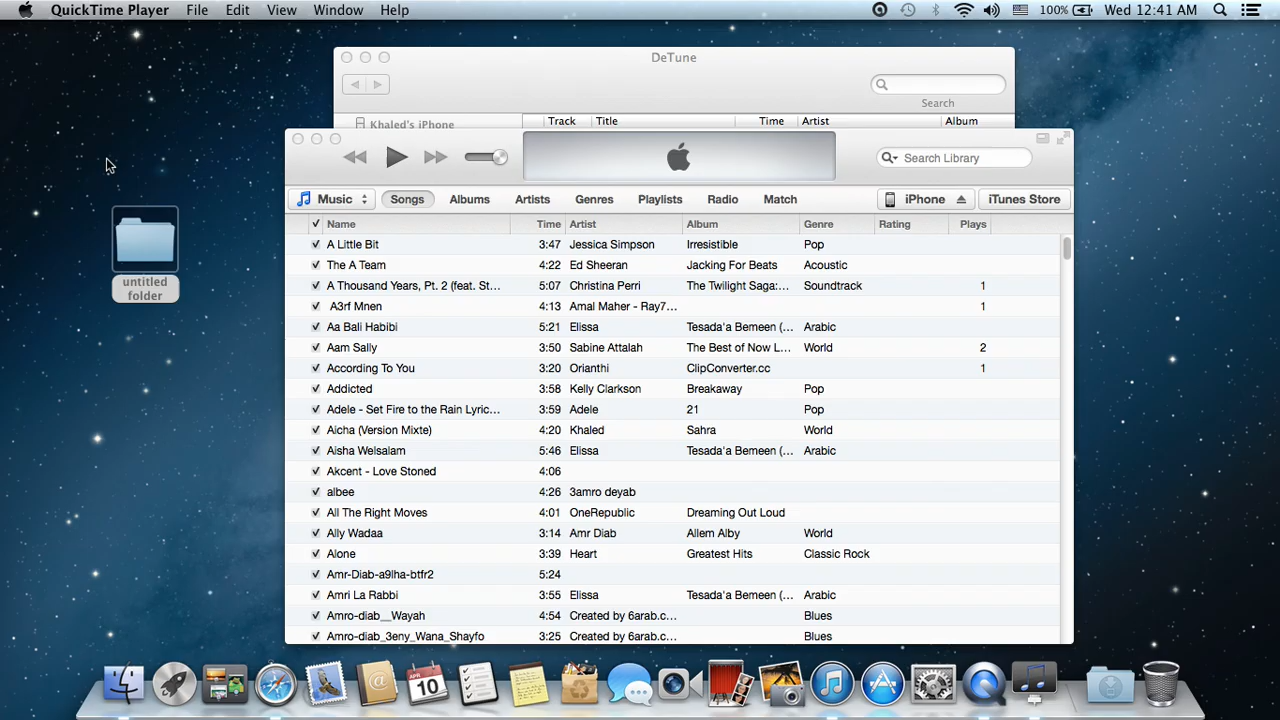 QuickTime Player File Edit View Window Help 100% Wed 12:41 AM
DeTune
Search
Khaled's iPhone Track Title Time Artist Album
Search Library
Music Songs Albums Artists Genres Playlists Radio Match iPhone iTunes Store
✓ Name Time Artist Album Genre Rating Plays
✓ A Little Bit 3:47 Jessica Simpson Irresistible Pop
✓ The A Team 4:22 Ed Sheeran Jacking For Beats Acoustic
✓ A Thousand Years, Pt. 2 (feat. St... 5:07 Christina Perri The Twilight Saga:... Soundtrack 1
✓ A3rf Mnen 4:13 Amal Maher - Ray7... 1
✓ Aa Bali Habibi 5:21 Elissa Tesada'a Bemeen (... Arabic
✓ Aam Sally 3:50 Sabine Attalah The Best of Now L... World 2
✓ According To You 3:20 Orianthi ClipConverter.cc 1
✓ Addicted 3:58 Kelly Clarkson Breakaway Pop
✓ Adele - Set Fire to the Rain Lyric... 3:59 Adele 21 Pop
✓ Aicha (Version Mixte) 4:20 Khaled Sahra World
✓ Aisha Welsalam 5:46 Elissa Tesada'a Bemeen (... Arabic
✓ Akcent - Love Stoned 4:06
✓ albee 4:26 3amro deyab
✓ All The Right Moves 4:01 OneRepublic Dreaming Out Loud
✓ Ally Wadaa 3:14 Amr Diab Allem Alby World
✓ Alone 3:39 Heart Greatest Hits Classic Rock
✓ Amr-Diab-a9lha-btfr2 5:24
✓ Amri La Rabbi 3:55 Elissa Tesada'a Bemeen (... Arabic
✓ Amro-diab__Wayah 4:54 Created by 6arab.c... Blues
✓ Amro-diab_3eny_Wana_Shayfo 3:25 Created by 6arab.c... Blues
untitled
folder
APR
10